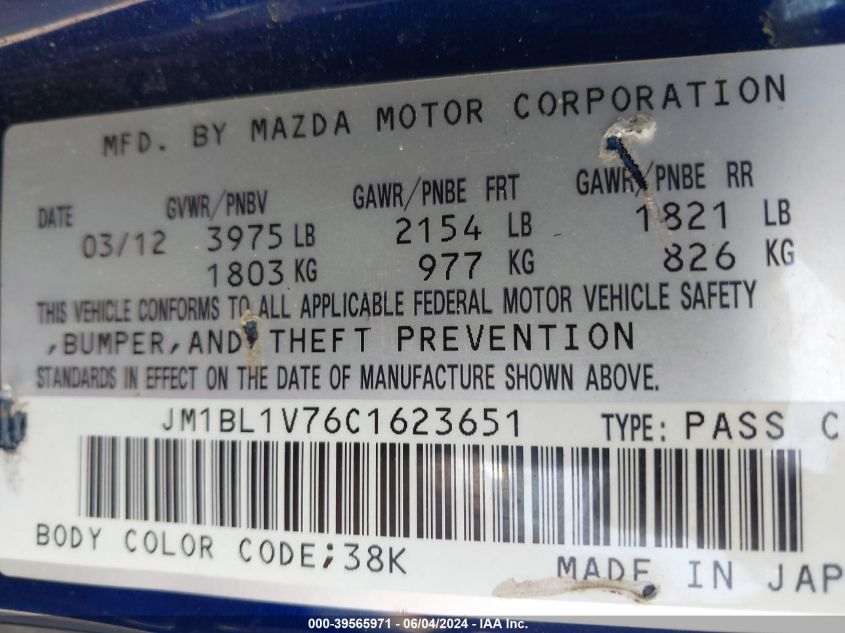 MFD. BY MAZDA MOTOR CORPORATION
DATE GVWR/PNBV GAWR/PNBE FRT GAWR/PNBE RR
03/12 3975 LB 2154 LB 1821 LB
1803 KG 977 KG 826 KG
THIS VEHICLE CONFORMS TO ALL APPLICABLE FEDERAL MOTOR VEHICLE SAFETY
,BUMPER,AND THEFT PREVENTION
STANDARDS IN EFFECT ON THE DATE OF MANUFACTURE SHOWN ABOVE.
JM1BL1V76C1623651 TYPE: PASS C
BODY COLOR CODE;38K
MADE IN JAP
000-39565971 - 06/04/2024 - IAA Inc.